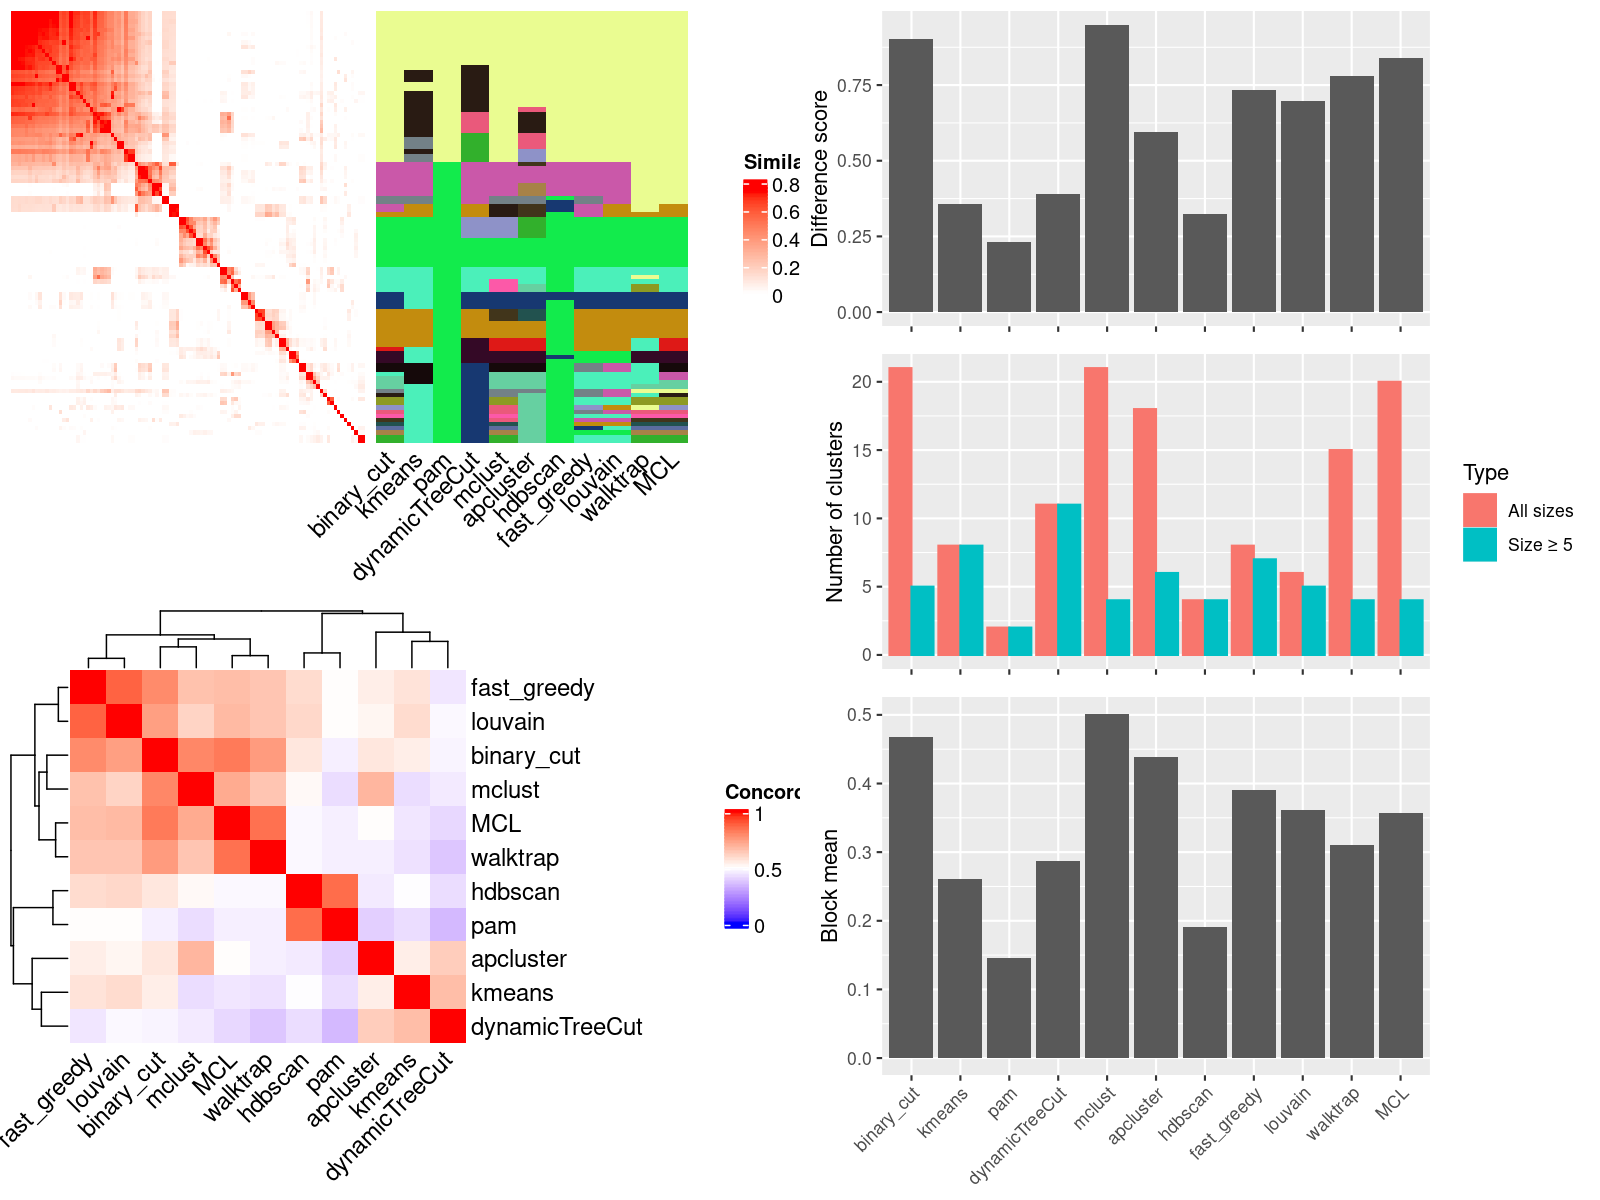 Simila
0.8
0.6
0.4
0.2
0
binary_cut
kmeans
pam
dynamicTreeCut
mclust
apcluster
hdbscan
fast_greedy
louvain
walktrap
MCL
fast_greedy
louvain
binary_cut
mclust
MCL
walktrap
hdbscan
pam
apcluster
kmeans
dynamicTreeCut
fast_greedy
louvain
binary_cut
mclust
MCL
walktrap
hdbscan
pam
apcluster
kmeans
dynamicTreeCut
Concord
1
0.5
0
Difference score
0.75
0.50
0.25
0.00
Number of clusters
20
15
10
5
0
Type
All sizes
Size ≥ 5
Block mean
0.5
0.4
0.3
0.2
0.1
0.0
binary_cut
kmeans
pam
dynamicTreeCut
mclust
apcluster
hdbscan
fast_greedy
louvain
walktrap
MCL